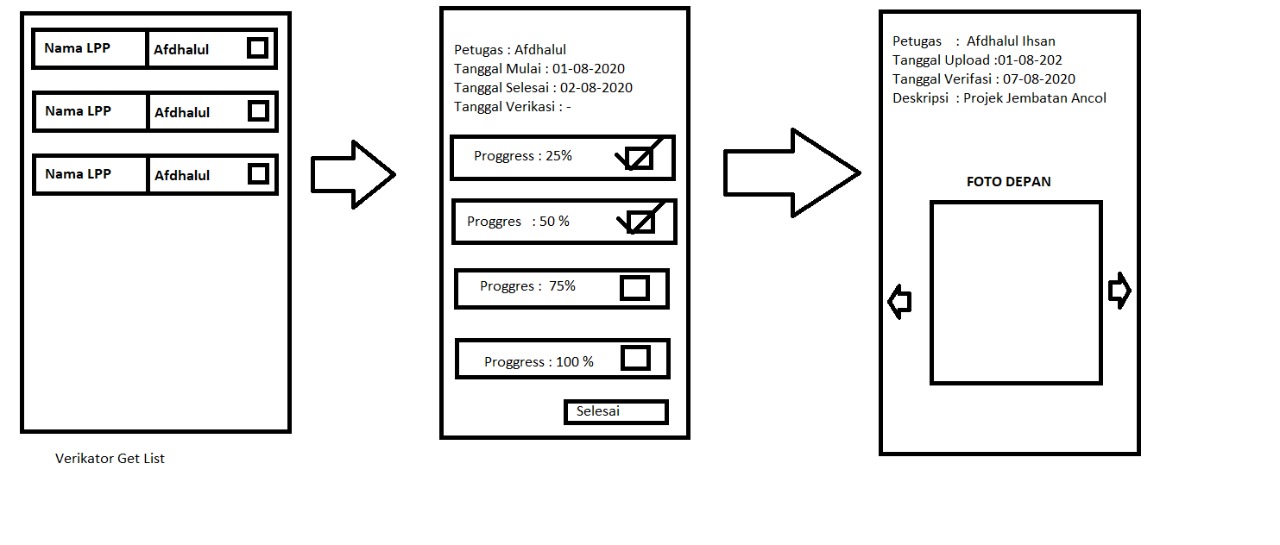 Nama LPP Afdhalul
Nama LPP Afdhalul
Nama LPP Afdhalul
Verikator Get List
Petugas : Afdhalul
Tanggal Mulai : 01-08-2020
Tanggal Selesai : 02-08-2020
Tanggal Verikasi : -
Proggress : 25%
Proggres : 50 %
Proggres : 75%
Proggress : 100 %
Selesai
Petugas : Afdhalul Ihsan
Tanggal Upload :01-08-202
Tanggal Verifasi : 07-08-2020
Deskripsi : Projek Jembatan Ancol
FOTO DEPAN